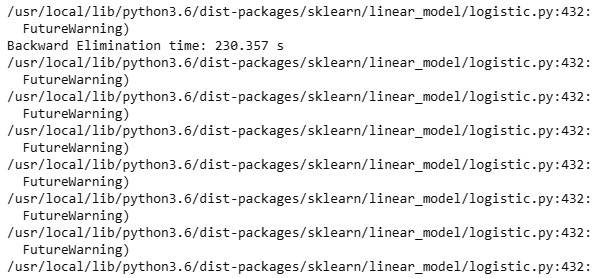 /usr/local/lib/python3.6/dist-packages/sklearn/linear_model/logistic.py:432:
  FutureWarning)
Backward Elimination time: 230.357 s
/usr/local/lib/python3.6/dist-packages/sklearn/linear_model/logistic.py:432:
  FutureWarning)
/usr/local/lib/python3.6/dist-packages/sklearn/linear_model/logistic.py:432:
  FutureWarning)
/usr/local/lib/python3.6/dist-packages/sklearn/linear_model/logistic.py:432:
  FutureWarning)
/usr/local/lib/python3.6/dist-packages/sklearn/linear_model/logistic.py:432:
  FutureWarning)
/usr/local/lib/python3.6/dist-packages/sklearn/linear_model/logistic.py:432:
  FutureWarning)
/usr/local/lib/python3.6/dist-packages/sklearn/linear_model/logistic.py:432:
  FutureWarning)
/usr/local/lib/python3.6/dist-packages/sklearn/linear_model/logistic.py:432: